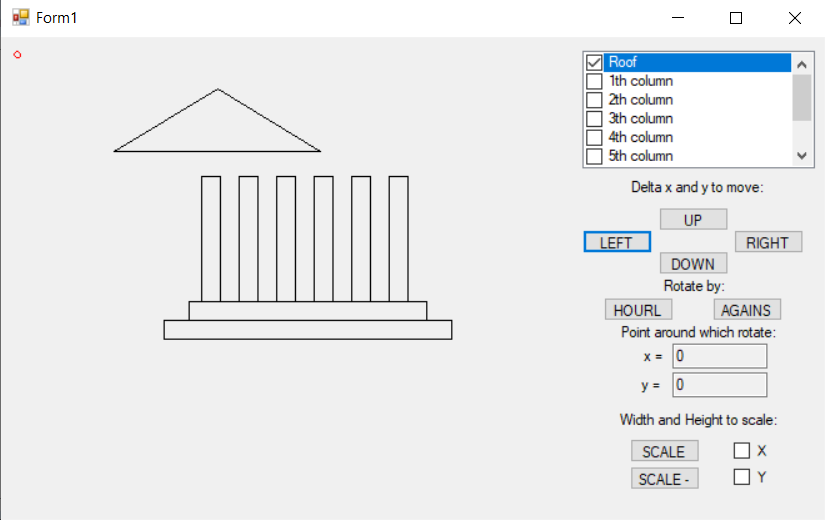 Form1
Roof
1th column
2th column
3th column
4th column
5th column
Delta x and y to move:
UP
LEFT
RIGHT
DOWN
Rotate by:
HOURL
AGAINS
Point around which rotate:
x = 0
y = 0
Width and Height to scale:
SCALE
X
SCALE -
Y